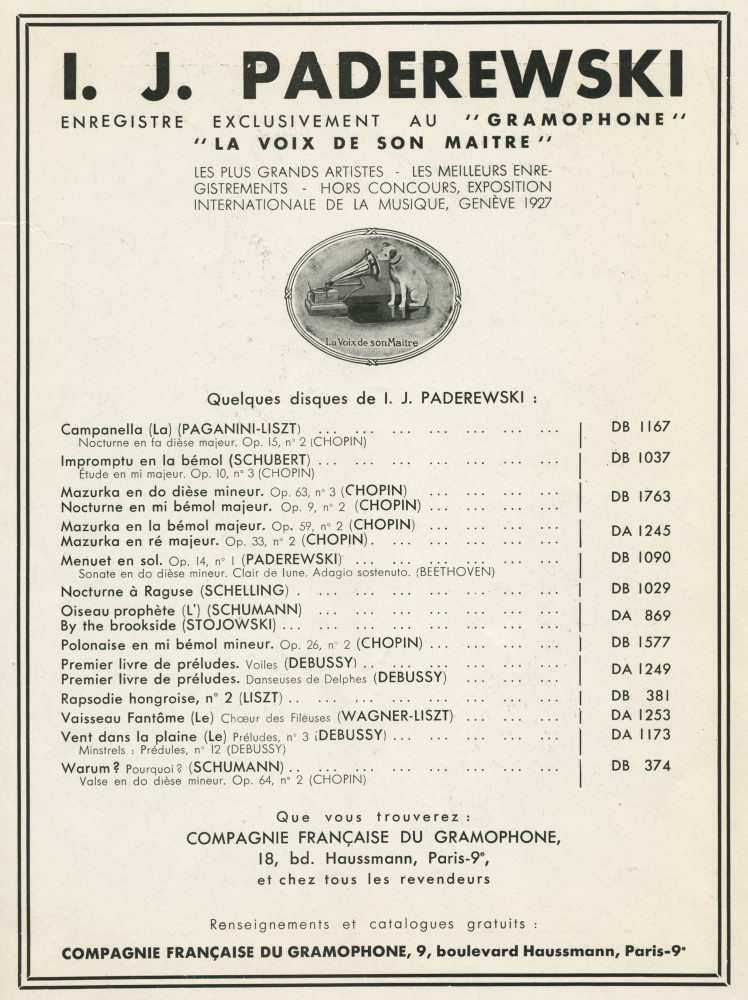 I. J. PADEREWSKI
ENREGISTRE EXCLUSIVEMENT AU "GRAMOPHONE"
"LA VOIX DE SON MAITRE"
LES PLUS GRANDS ARTISTES - LES MEILLEURS ENRE-
GISTREMENTS - HORS CONCOURS, EXPOSITION
INTERNATIONALE DE LA MUSIQUE, GENÈVE 1927
La Voix de son Maître
Quelques disques de I. J. PADEREWSKI :
Campanella (La) (PAGANINI-LISZT) ... ... ... ... ... ... ... DB 1167
Nocturne en fa dièse majeur. Op. 15, n° 2 (CHOPIN)
Impromptu en la bémol (SCHUBERT) ... ... ... ... ... ... ... DB 1037
Étude en mi majeur. Op. 10, n° 3 (CHOPIN)
Mazurka en do dièse mineur. Op. 63, n° 3 (CHOPIN) ... ... ... ... DB 1763
Nocturne en mi bémol majeur. Op. 9, n° 2 (CHOPIN) ... ... ... ...
Mazurka en la bémol majeur. Op. 59, n° 2 (CHOPIN) ... ... ... ... DA 1245
Mazurka en ré majeur. Op. 33, n° 2 (CHOPIN). ... ... ... ... ...
Menuet en sol. Op. 14, n° 1 (PADEREWSKI) ... ... ... ... ... ... DB 1090
Sonate en do dièse mineur. Clair de lune. Adagio sostenuto. (BEETHOVEN)
Nocturne à Raguse (SCHELLING) . ... ... ... ... ... ... ... DB 1029
Oiseau prophète (L') (SCHUMANN) ... ... ... ... ... ... ... DA 869
By the brookside (STOJOWSKI) ... ... ... ... ... ... ... ...
Polonaise en mi bémol mineur. Op. 26, n° 2 (CHOPIN) ... ... ... ... DB 1577
Premier livre de préludes. Voiles (DEBUSSY) .. ... ... ... ... ... DA 1249
Premier livre de préludes. Danseuses de Delphes (DEBUSSY) ... ... ...
Rapsodie hongroise, n° 2 (LISZT) .. ... ... ... ... ... ... ... DB 381
Vaisseau Fantôme (Le) Chœur des Fileuses (WAGNER-LISZT) ... ... ... DA 1253
Vent dans la plaine (Le) Préludes, n° 3 (DEBUSSY) ... ... ... ... ... DA 1173
Minstrels : Prédules, n° 12 (DEBUSSY)
Warum ? Pourquoi ? (SCHUMANN) .. ... ... ... ... ... ... ... DB 374
Valse en do dièse mineur. Op. 64, n° 2 (CHOPIN)
Que vous trouverez :
COMPAGNIE FRANÇAISE DU GRAMOPHONE,
18, bd. Haussmann, Paris-9e,
et chez tous les revendeurs
Renseignements et catalogues gratuits :
COMPAGNIE FRANÇAISE DU GRAMOPHONE, 9, boulevard Haussmann, Paris-9e